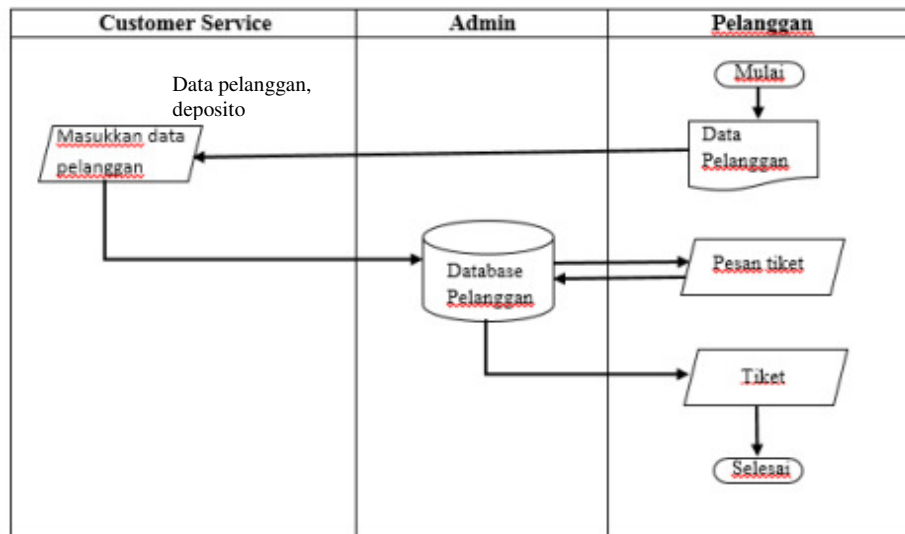 Customer Service
Admin
Pelanggan
Mulai
Data pelanggan,
deposito
Masukkan data
pelanggan
Data
Pelanggan
Database
Pelanggan
Pesan tiket
Tiket
Selesai